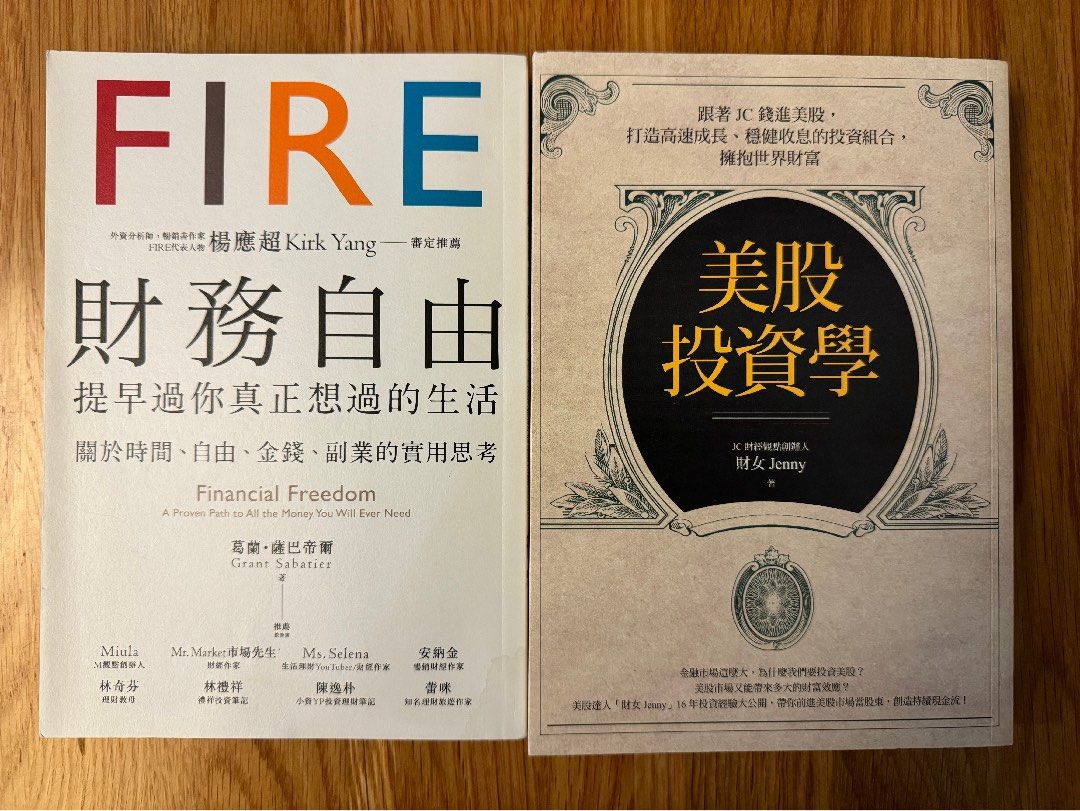 FIRE
外資分析師、暢銷書作家
FIRE代表人物
楊應超 Kirk Yang
審定推薦
財務自由
提早過你真正想過的生活
關於時間、自由、金錢、副業的實用思考
Financial Freedom
A Proven Path to All the Money You Will Ever Need
葛蘭・薩巴帝爾
Grant Sabatier
著
推薦
Miula
M觀點創辦人
Mr. Market市場先生
財經作家
Ms. Selena
生活理財YouTuber/財經作家
安納金
暢銷財經作家
林奇芬
理財教母
林禮祥
禮祥投資筆記
陳逸朴
小資YP投資理財筆記
蕾咪
知名理財旅遊作家
跟著 JC 錢進美股，
打造高速成長、穩健收息的投資組合，
擁抱世界財富
美股
投資學
JC 財經觀點創辦人
財女 Jenny
著
金融市場這麼大，為什麼我們要投資美股？
美股市場又能帶來多大的財富效應？
美股達人「財女 Jenny」16 年投資經驗大公開，帶你前進美股市場當股東，創造持續現金流！